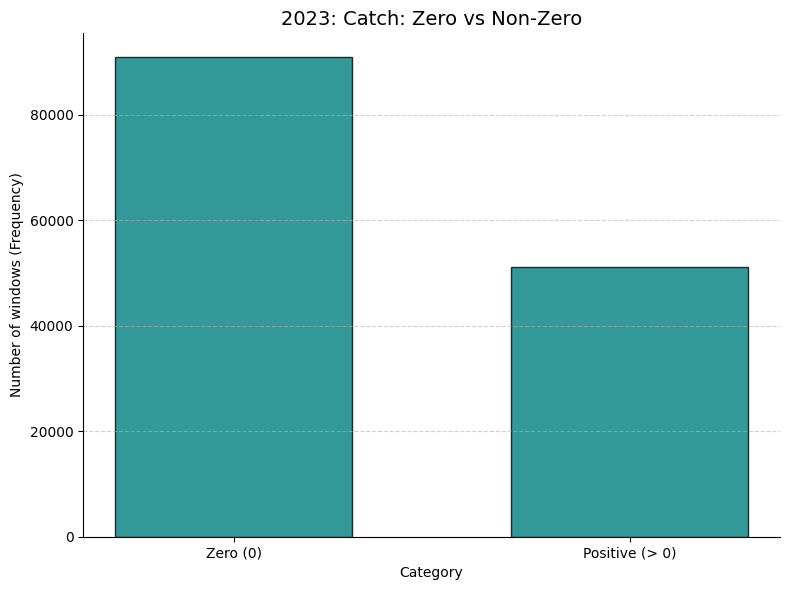 2023: Catch: Zero vs Non-Zero
Number of windows (Frequency)
80000
60000
40000
20000
0
Zero (0)
Positive (> 0)
Category